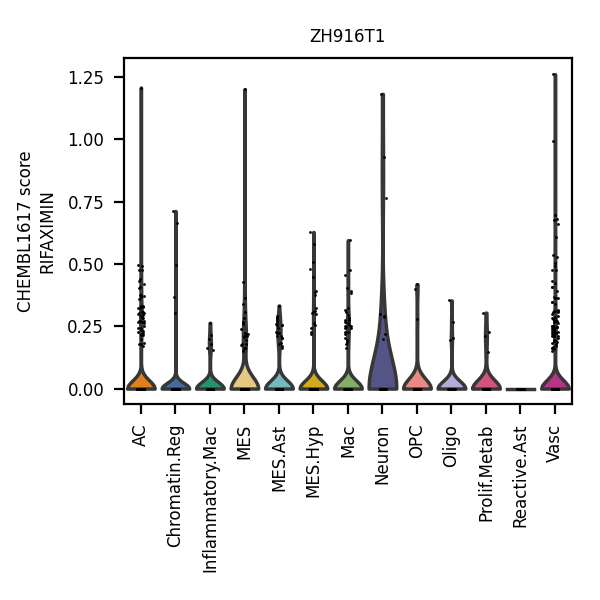 ZH916T1
CHEMBL1617 score
RIFAXIMIN
1.25
1.00
0.75
0.50
0.25
0.00
AC
Chromatin.Reg
Inflammatory.Mac
MES
MES.Ast
MES.Hyp
Mac
Neuron
OPC
Oligo
Prolif.Metab
Reactive.Ast
Vasc